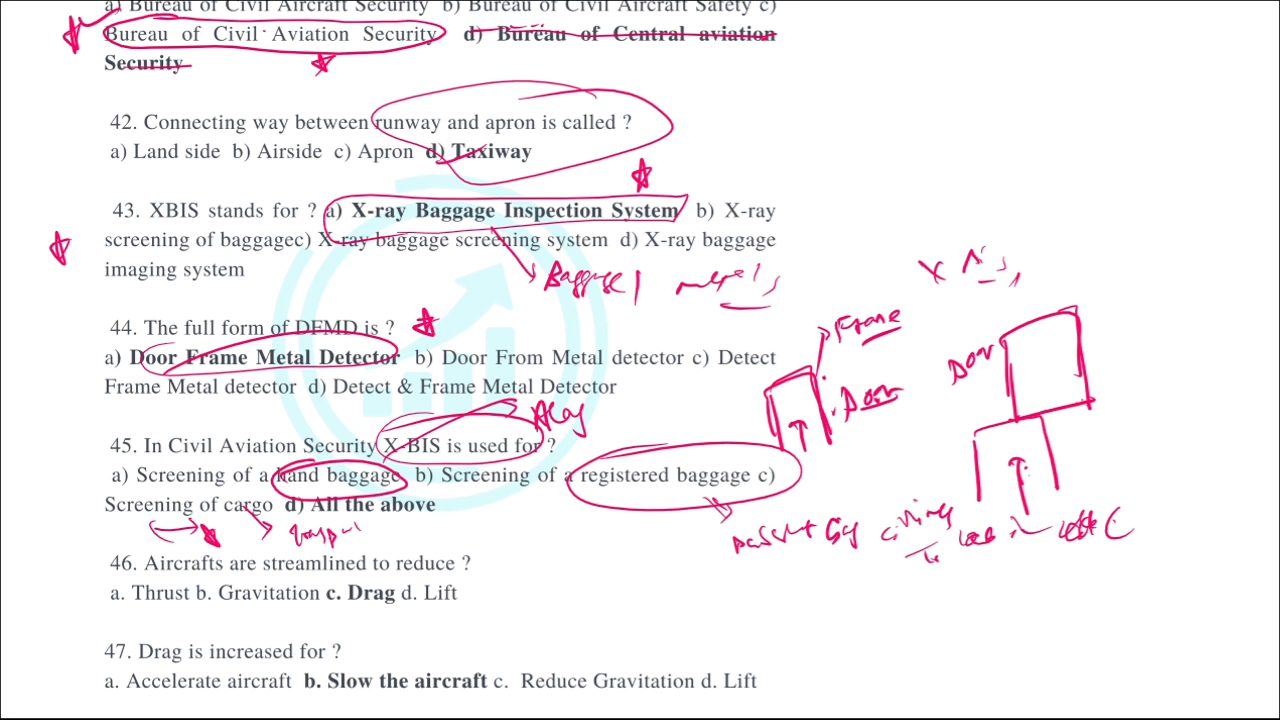 a) Bureau of Civil Aircraft Security b) Bureau of Civil Aircraft Safety c)
Bureau of Civil Aviation Security d) Bureau of Central aviation
Security
42. Connecting way between runway and apron is called ?
a) Land side b) Airside c) Apron d) Taxiway
43. XBIS stands for ? a) X-ray Baggage Inspection System b) X-ray
screening of baggagec) X-ray baggage screening system d) X-ray baggage
imaging system
Baggage
44. The full form of DFMD is ?
Frame
Door
a) Door Frame Metal Detector b) Door From Metal detector c) Detect
Frame Metal detector d) Detect & Frame Metal Detector
Door
45. In Civil Aviation Security X-BIS is used for ?
a) Screening of a hand baggage b) Screening of a registered baggage c)
Screening of cargo d) All the above
46. Aircrafts are streamlined to reduce ?
a. Thrust b. Gravitation c. Drag d. Lift
47. Drag is increased for ?
a. Accelerate aircraft b. Slow the aircraft c. Reduce Gravitation d. Lift